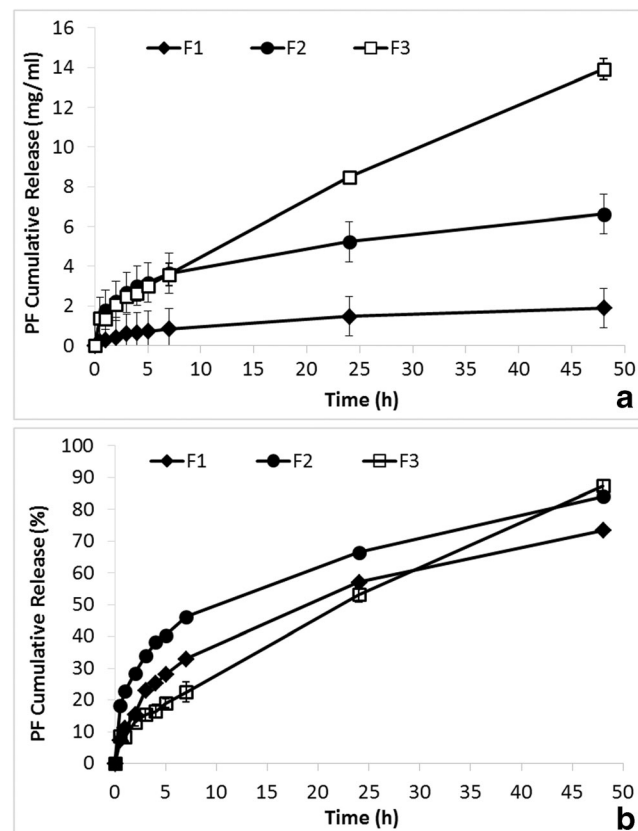 F1 F2 F3
PF Cumulative Release (mg/ml)
16
14
12
10
8
6
4
2
0
0 5 10 15 20 25 30 35 40 45 50
Time (h)
a
F1 F2 F3
PF Cumulative Release (%)
100
90
80
70
60
50
40
30
20
10
0
0 5 10 15 20 25 30 35 40 45 50
Time (h)
b